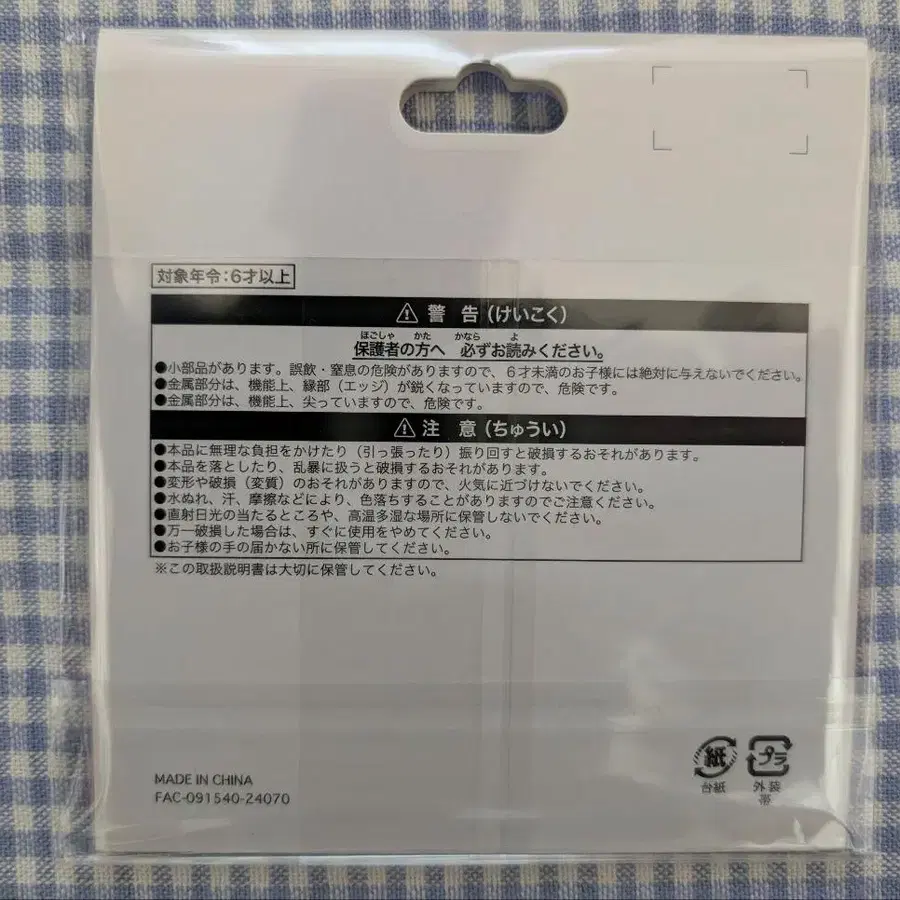 対象年令:6才以上
⚠ 警 告 (けいこく)
ほごしゃ かた かなら よ
保護者の方へ 必ずお読みください。
●小部品があります。誤飲・窒息の危険がありますので、6才未満のお子様には絶対に与えないでください。
●金属部分は、機能上、縁部(エッジ)が鋭くなっていますので、危険です。
●金属部分は、機能上、尖っていますので、危険です。
⚠ 注 意 (ちゅうい)
●本品に無理な負担をかけたり(引っ張ったり)振り回すと破損するおそれがあります。
●本品を落としたり、乱暴に扱うと破損するおそれがあります。
●変形や破損(変質)のおそれがありますので、火気に近づけないでください。
●水ぬれ、汗、摩擦などにより、色落ちすることがありますのでご注意ください。
●直射日光の当たるところや、高温多湿な場所に保管しないでください。
●万一破損した場合は、すぐに使用をやめてください。
●お子様の手の届かない所に保管してください。
※この取扱説明書は大切に保管してください。
紙 プラ
台紙 外装
帯
MADE IN CHINA
FAC-091540-24070